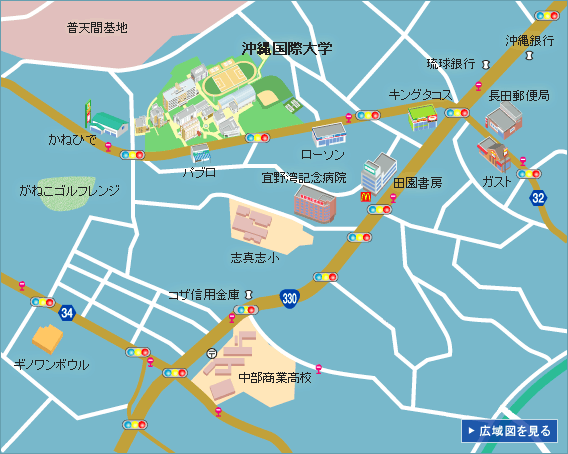 普天間基地
沖縄国際大学
沖縄銀行
琉球銀行
キングタコス
長田郵便局
かねひで
パブロ
ローソン
宜野湾記念病院
田園書房
ガスト
がねこゴルフレンジ
32
志真志小
コザ信用金庫
330
34
ギノワンボウル
中部商業高校
広域図を見る